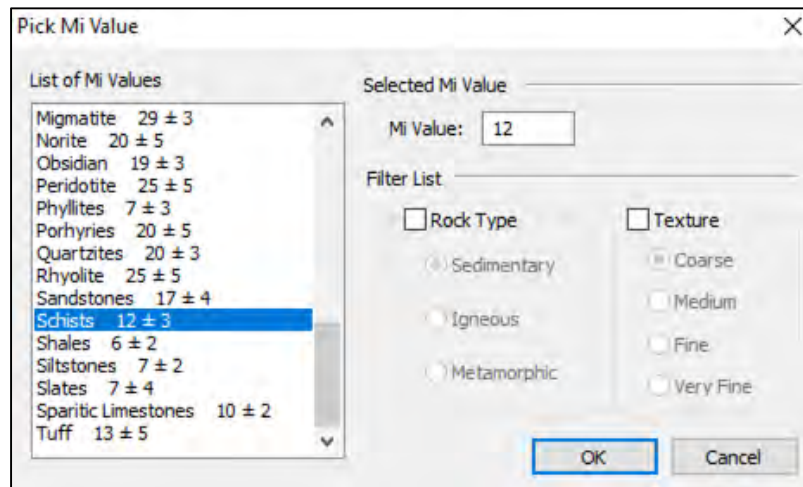 Pick Mi Value
List of Mi Values
Migmatite 29 ± 3
Norite 20 ± 5
Obsidian 19 ± 3
Peridotite 25 ± 5
Phyllites 7 ± 3
Porhyries 20 ± 5
Quartzites 20 ± 3
Rhyolite 25 ± 5
Sandstones 17 ± 4
Schists 12 ± 3
Shales 6 ± 2
Siltstones 7 ± 2
Slates 7 ± 4
Sparitic Limestones 10 ± 2
Tuff 13 ± 5
Selected Mi Value
Mi Value: 12
Filter List
Rock Type
Sedimentary
Igneous
Metamorphic
Texture
Coarse
Medium
Fine
Very Fine
OK
Cancel